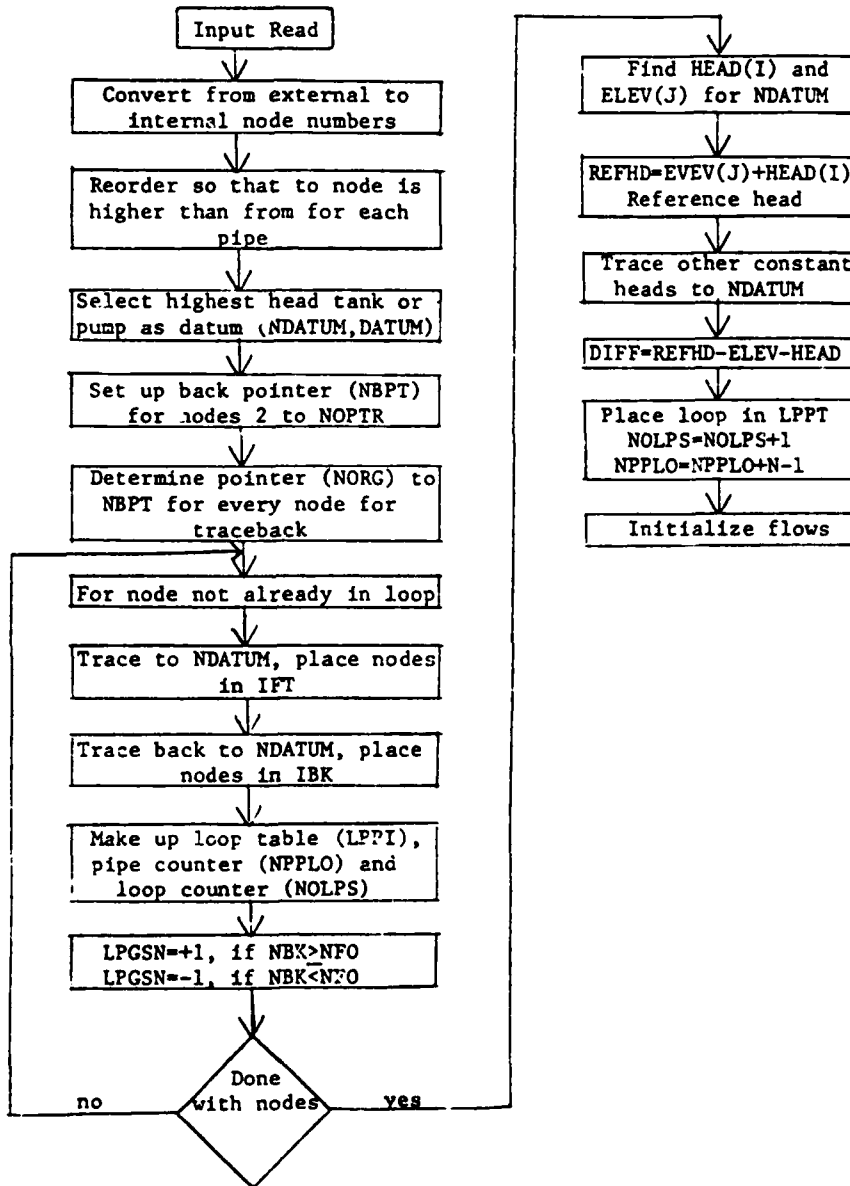 Input Read
Convert from external to
internal node numbers
Reorder so that to node is
higher than from for each
pipe
Select highest head tank or
pump as datum (NDATUM,DATUM)
Set up back pointer (NBPT)
for nodes 2 to NOPTR
Determine pointer (NORG) to
NBPT for every node for
traceback
For node not already in loop
Trace to NDATUM, place nodes
in IFT
Trace back to NDATUM, place
nodes in IBK
Make up loop table (LPPI),
pipe counter (NPPLO) and
loop counter (NOLPS)
LPGSN=+1, if NBK≥NFO
LPGSN=-1, if NBK<NFO
Done
with nodes
no
yes
Find HEAD(I) and
ELEV(J) for NDATUM
REFHD=EVEV(J)+HEAD(I)
Reference head
Trace other constant
heads to NDATUM
DIFF=REFHD-ELEV-HEAD
Place loop in LPPT
NOLPS=NOLPS+1
NPPLO=NPPLO+N-1
Initialize flows